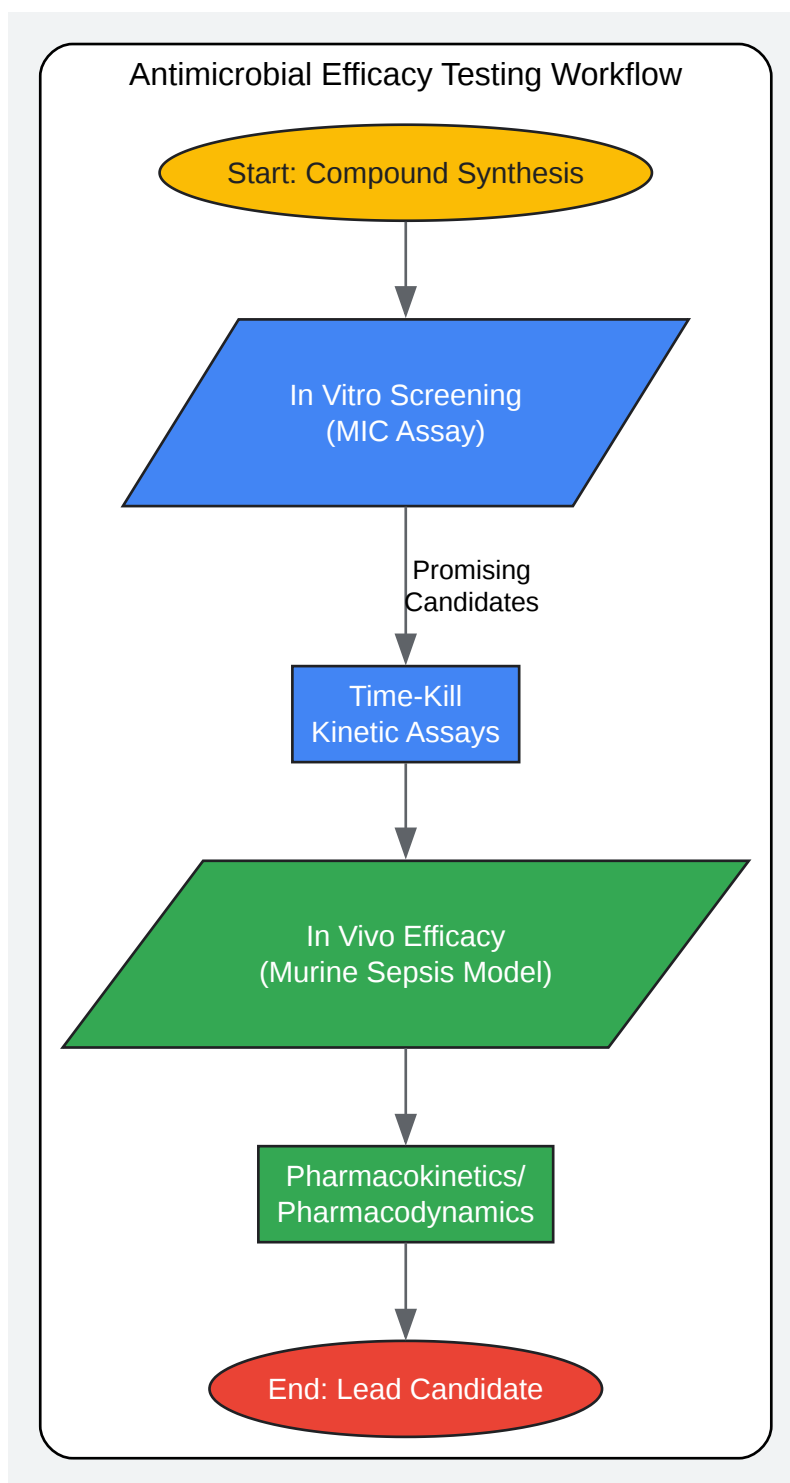 Antimicrobial Efficacy Testing Workflow
Start: Compound Synthesis
In Vitro Screening
(MIC Assay)
Promising
Candidates
Time-Kill
Kinetic Assays
In Vivo Efficacy
(Murine Sepsis Model)
Pharmacokinetics/
Pharmacodynamics
End: Lead Candidate